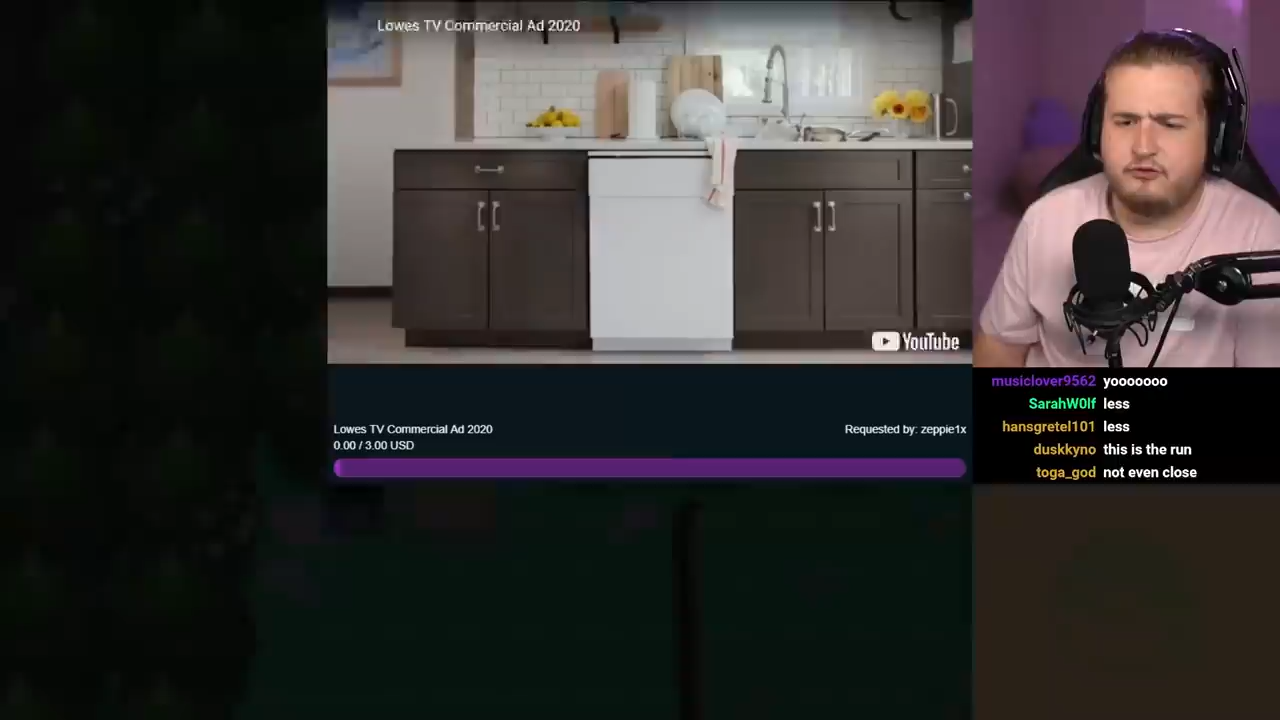 Lowes TV Commercial Ad 2020
YouTube
Lowes TV Commercial Ad 2020
Requested by: zeppie1x
0.00 / 3.00 USD
musiclover9562 yooooooo
SarahW0lf less
hansgretel101 less
duskkyno this is the run
toga_god not even close